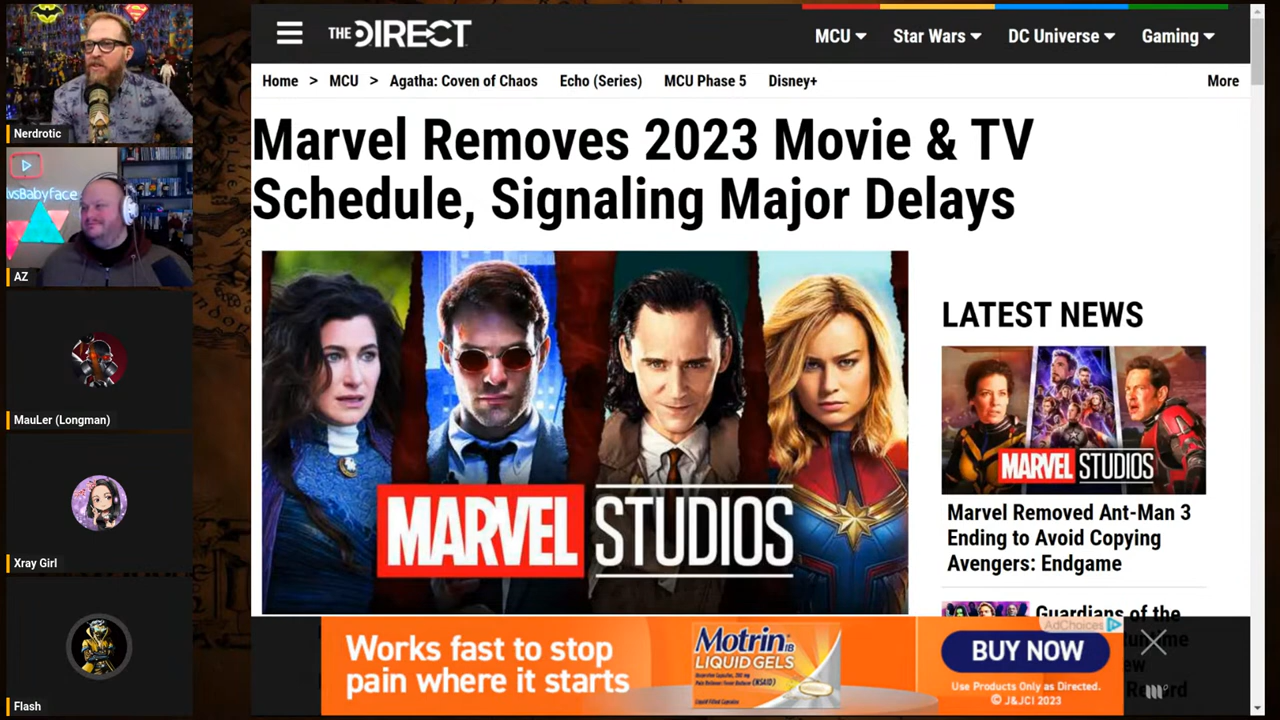 Nerdrotic
vsBabyFace
AZ
MauLer (Longman)
Xray Girl
Flash
THE DIRECT
MCU
Star Wars
DC Universe
Gaming
Home > MCU > Agatha: Coven of Chaos Echo (Series) MCU Phase 5 Disney+
More
Marvel Removes 2023 Movie & TV
Schedule, Signaling Major Delays
MARVEL STUDIOS
LATEST NEWS
MARVEL STUDIOS
Marvel Removed Ant-Man 3
Ending to Avoid Copying
Avengers: Endgame
Guardians of the
AdChoices
Works fast to stop
pain where it starts
Motrin IB
LIQUID GELS
BUY NOW
Use Products Only as Directed.
© J&JCI 2023